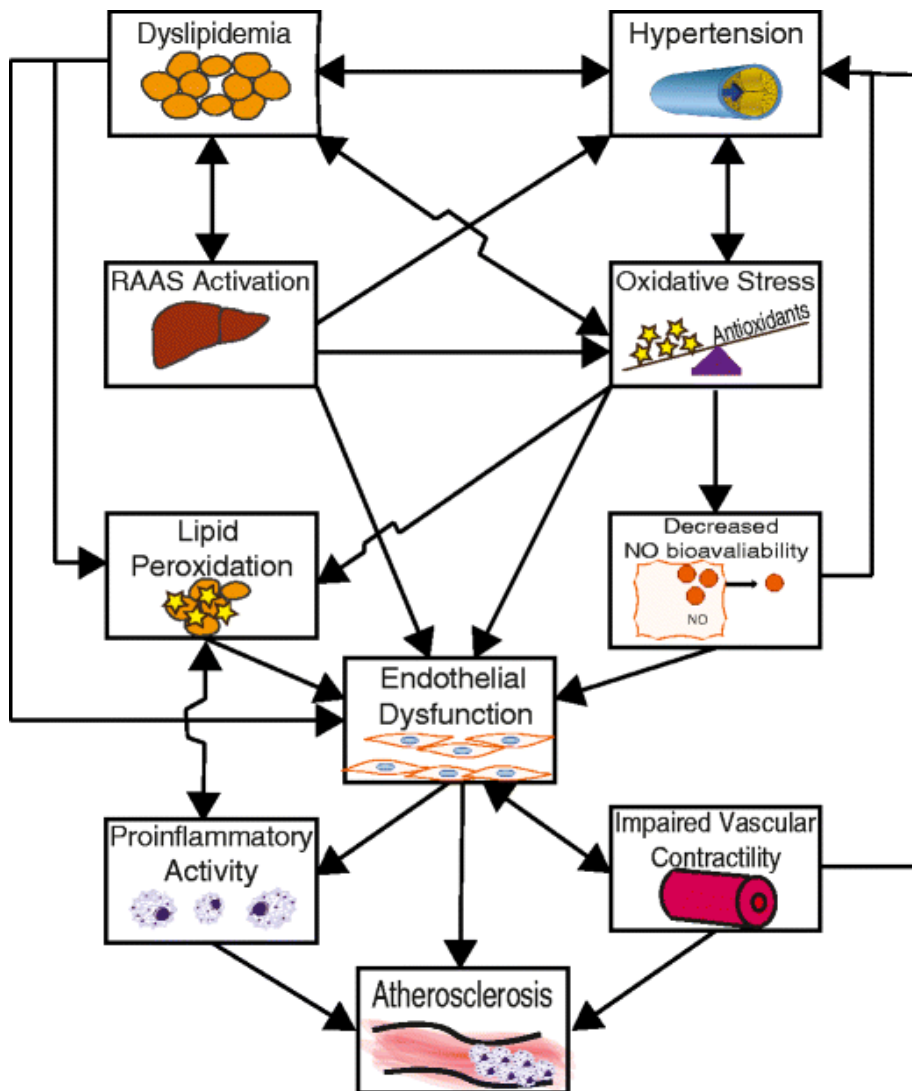 Dyslipidemia
Hypertension
RAAS Activation
Oxidative Stress
Antioxidants
Lipid
Peroxidation
Decreased
NO bioavaliability
NO
Endothelial
Dysfunction
Proinflammatory
Activity
Impaired Vascular
Contractility
Atherosclerosis